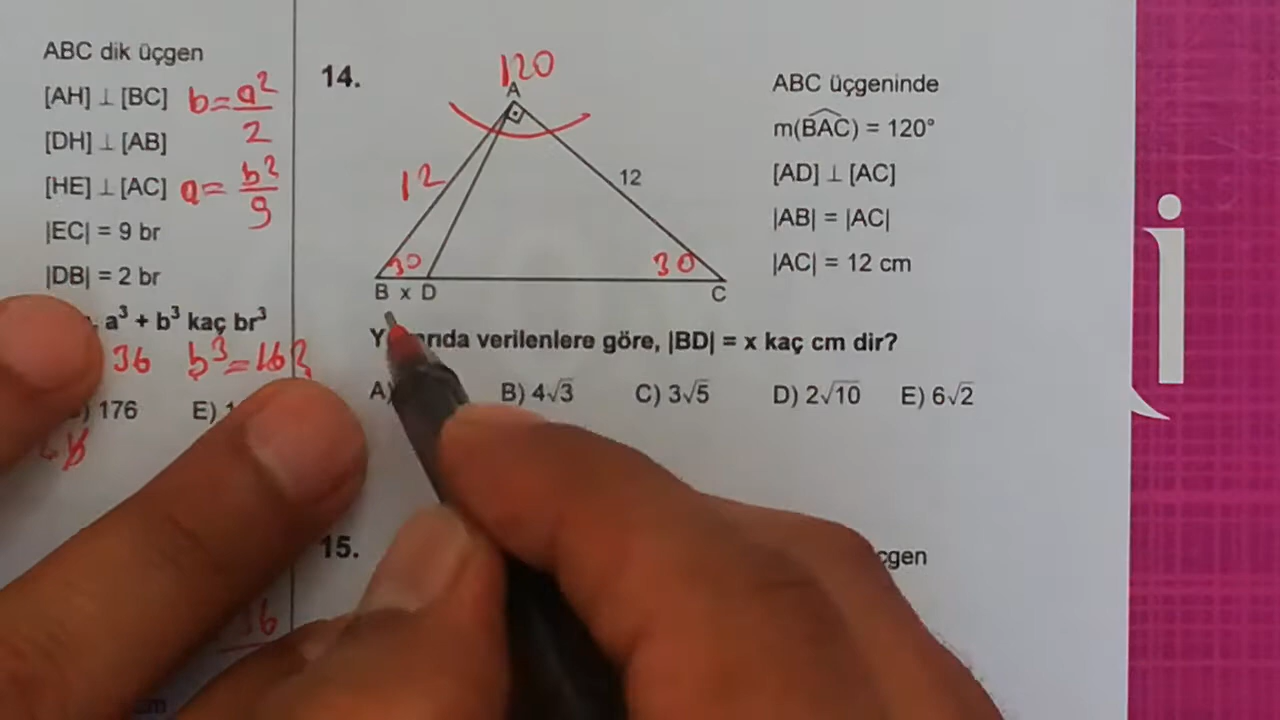 ABC dik üçgen
[AH] ⊥ [BC] b = a²/2
[DH] ⊥ [AB]
[HE] ⊥ [AC] a = b²/9
|EC| = 9 br
|DB| = 2 br
a³ + b³ kaç br³
36 b³ = 162
) 176 E)
14.
120
A
12
12
30
30
B x D
C
ABC üçgeninde
m(BAC) = 120°
[AD] ⊥ [AC]
|AB| = |AC|
|AC| = 12 cm
verilenlere göre, |BD| = x kaç cm dir?
A) B) 4√3 C) 3√5 D) 2√10 E) 6√2
15.
i